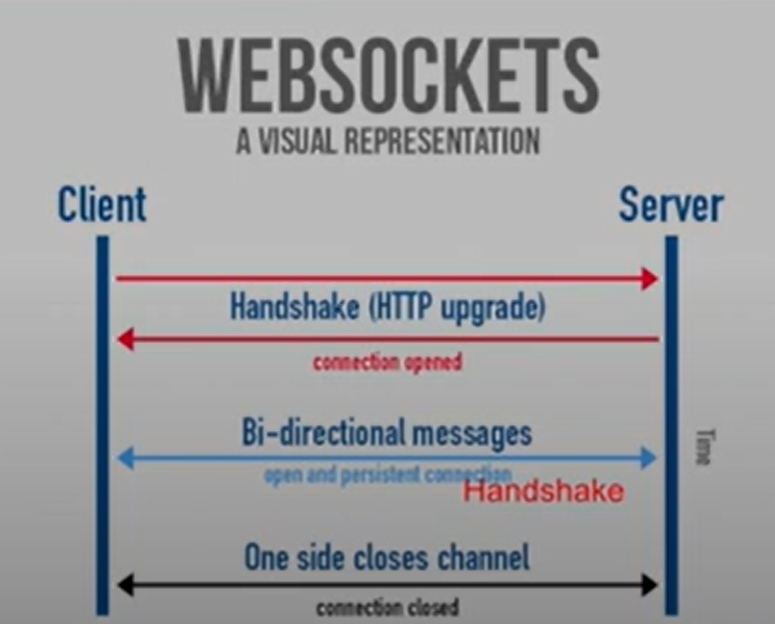 WEBSOCKETS
A VISUAL REPRESENTATION
Client
Server
Handshake (HTTP upgrade)
connection opened
Bi-directional messages
Time
open and persistent connection
Handshake
One side closes channel
connection closed